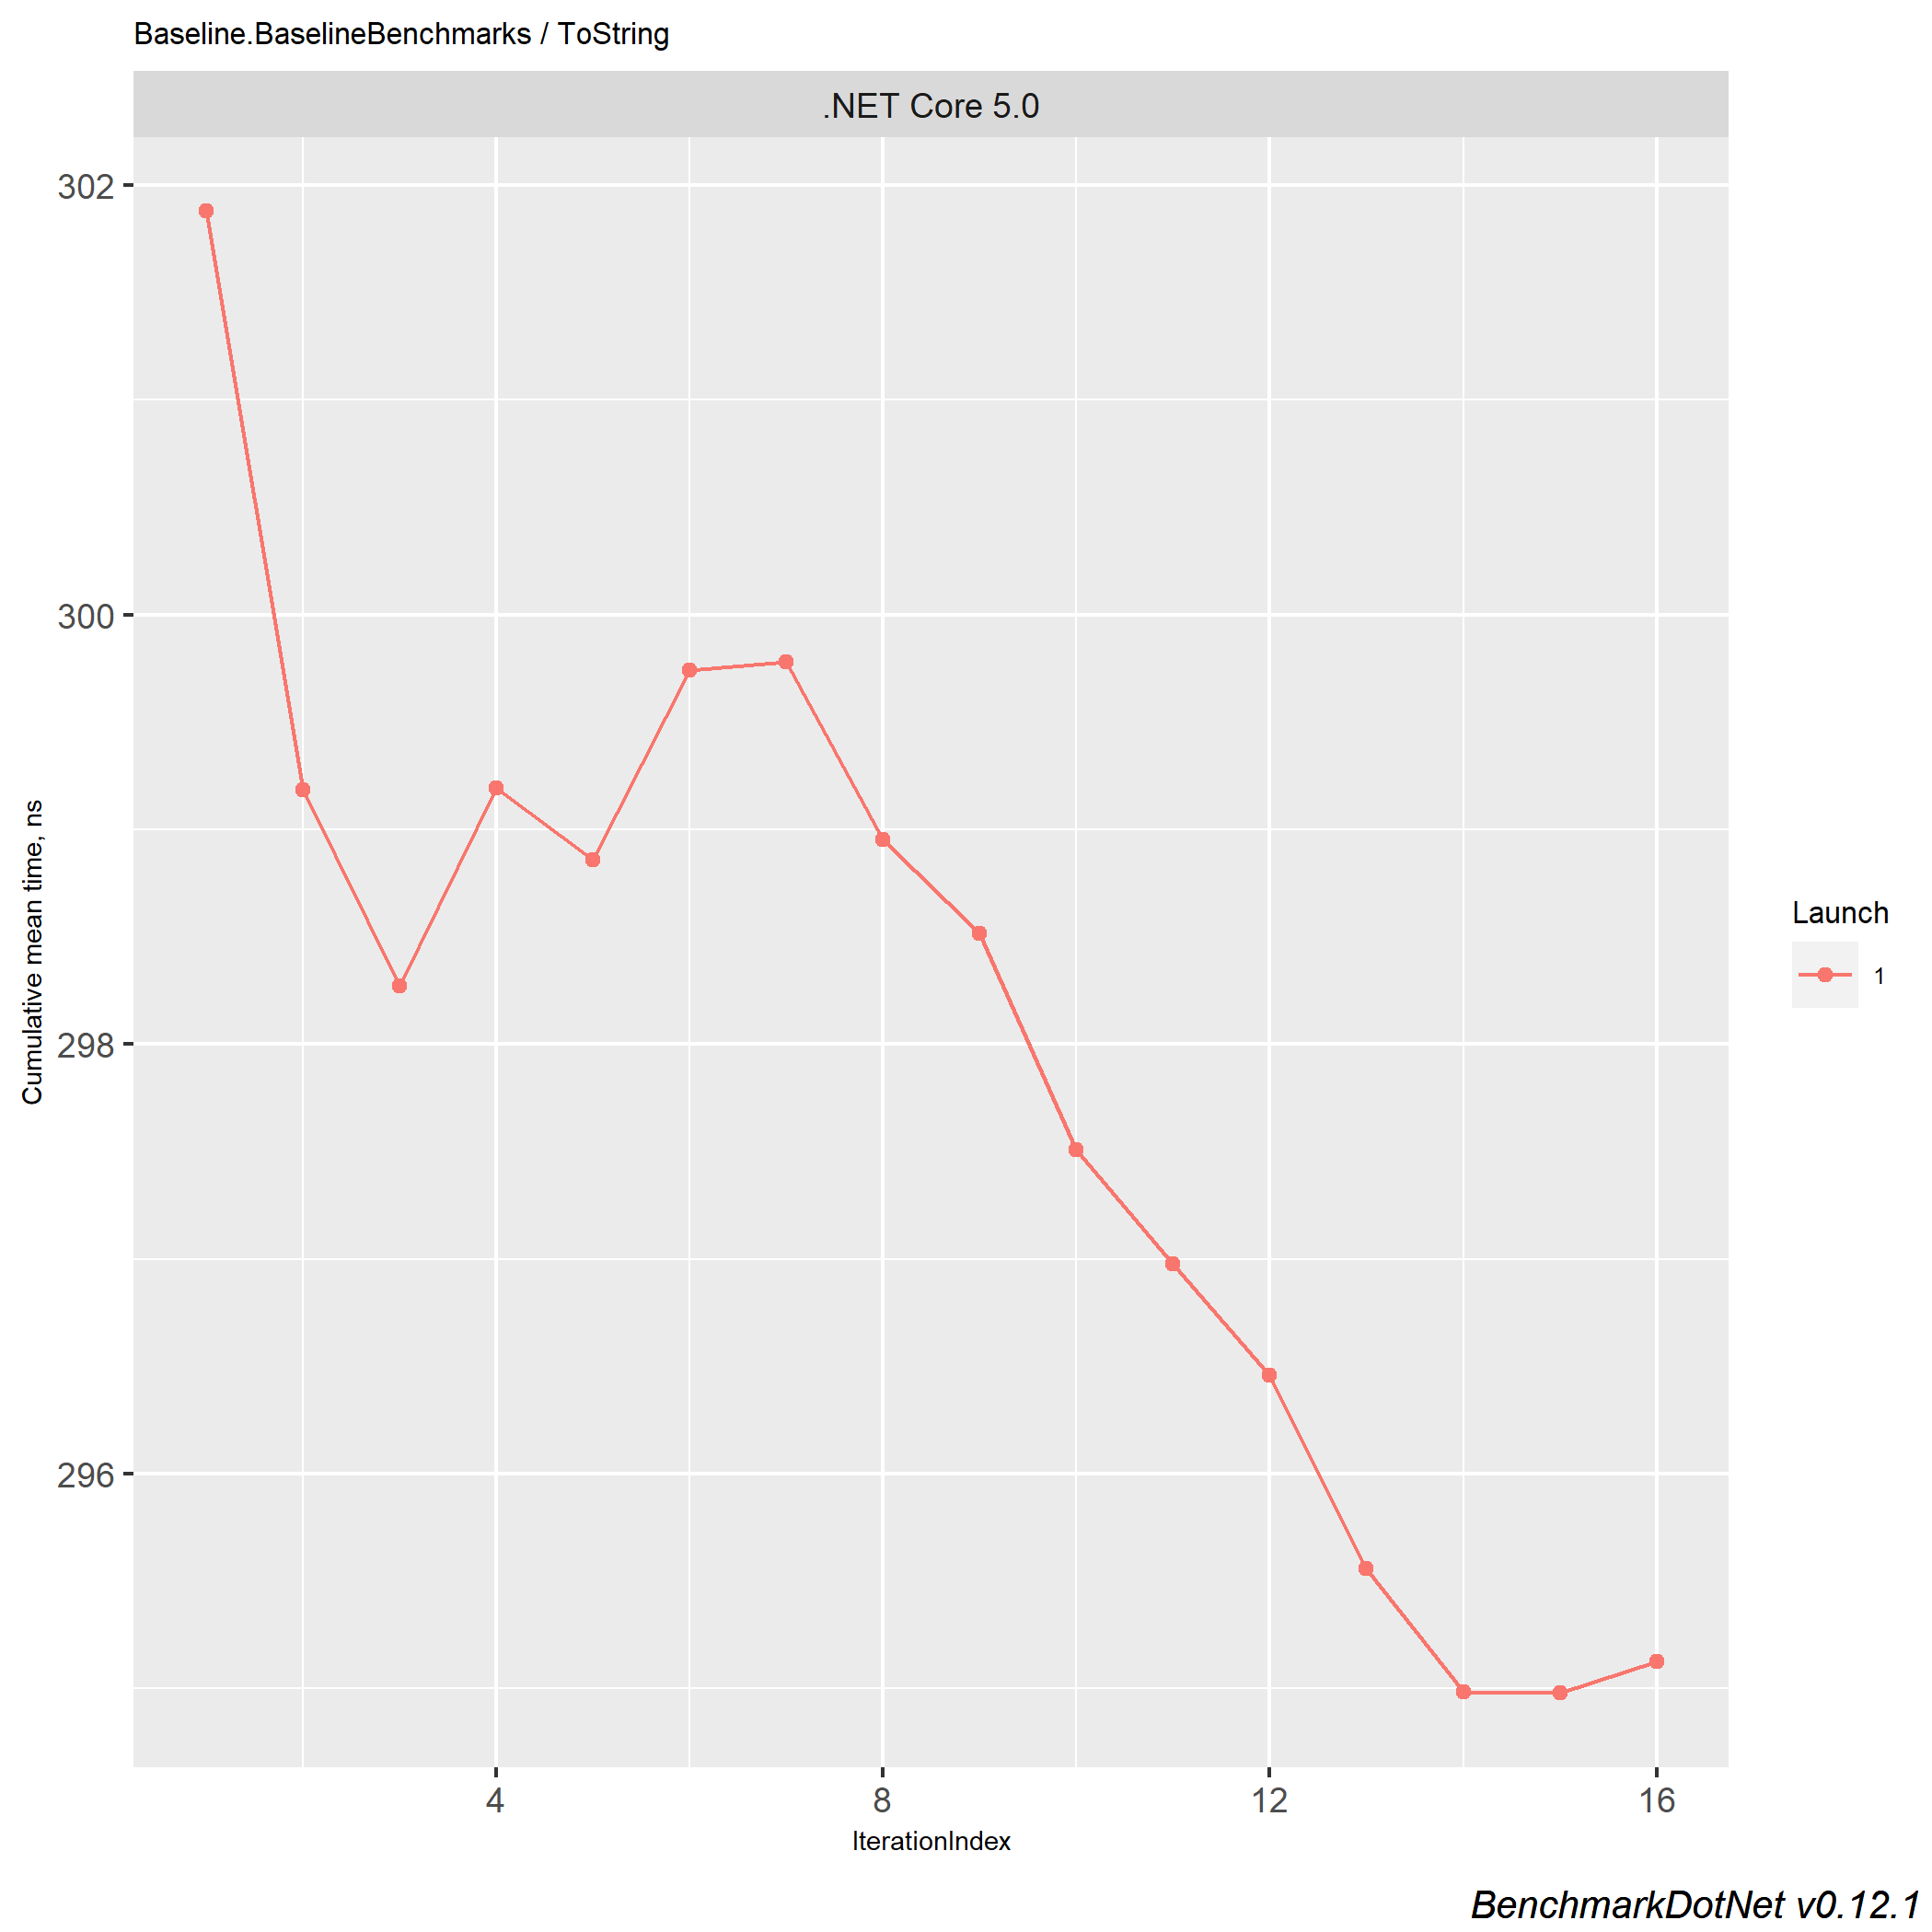 Baseline.BaselineBenchmarks / ToString
.NET Core 5.0
302
300
298
296
Cumulative mean time, ns
4 8 12 16
IterationIndex
Launch
1
BenchmarkDotNet v0.12.1